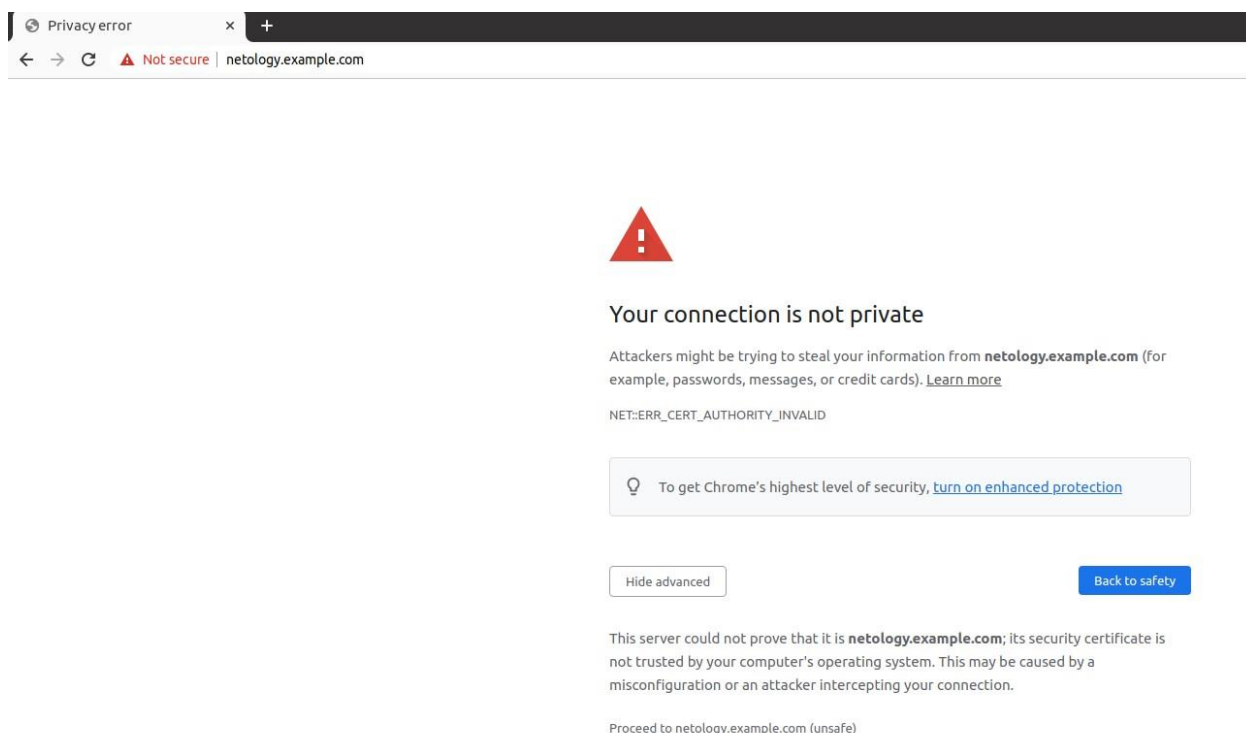 Privacy error
Not secure | netology.example.com
Your connection is not private
Attackers might be trying to steal your information from netology.example.com (for
example, passwords, messages, or credit cards). Learn more
NET::ERR_CERT_AUTHORITY_INVALID
To get Chrome's highest level of security, turn on enhanced protection
Hide advanced Back to safety
This server could not prove that it is netology.example.com; its security certificate is
not trusted by your computer's operating system. This may be caused by a
misconfiguration or an attacker intercepting your connection.
Proceed to netology.example.com (unsafe)